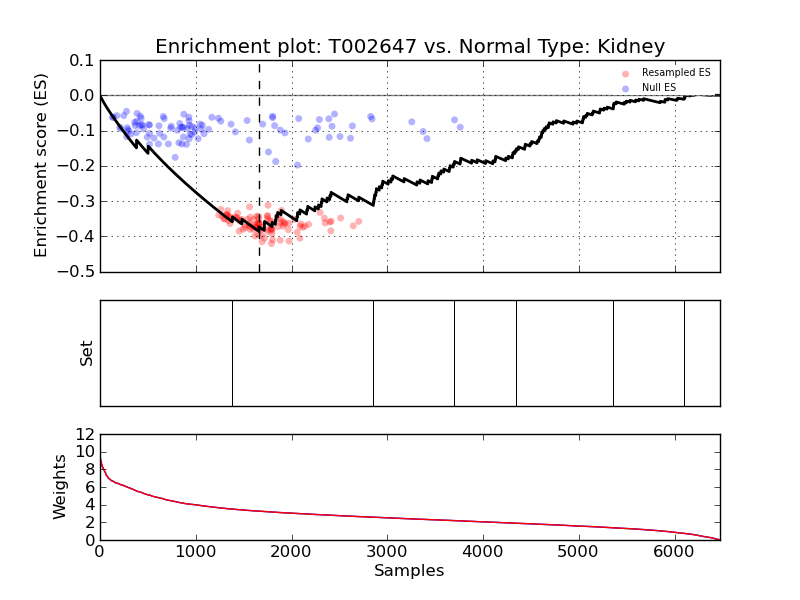 Enrichment plot: T002647 vs. Normal Type: Kidney
0.1
0.0
−0.1
−0.2
−0.3
−0.4
−0.5
Enrichment score (ES)
Resampled ES
Null ES
Set
12
10
8
6
4
2
0
Weights
0 1000 2000 3000 4000 5000 6000
Samples